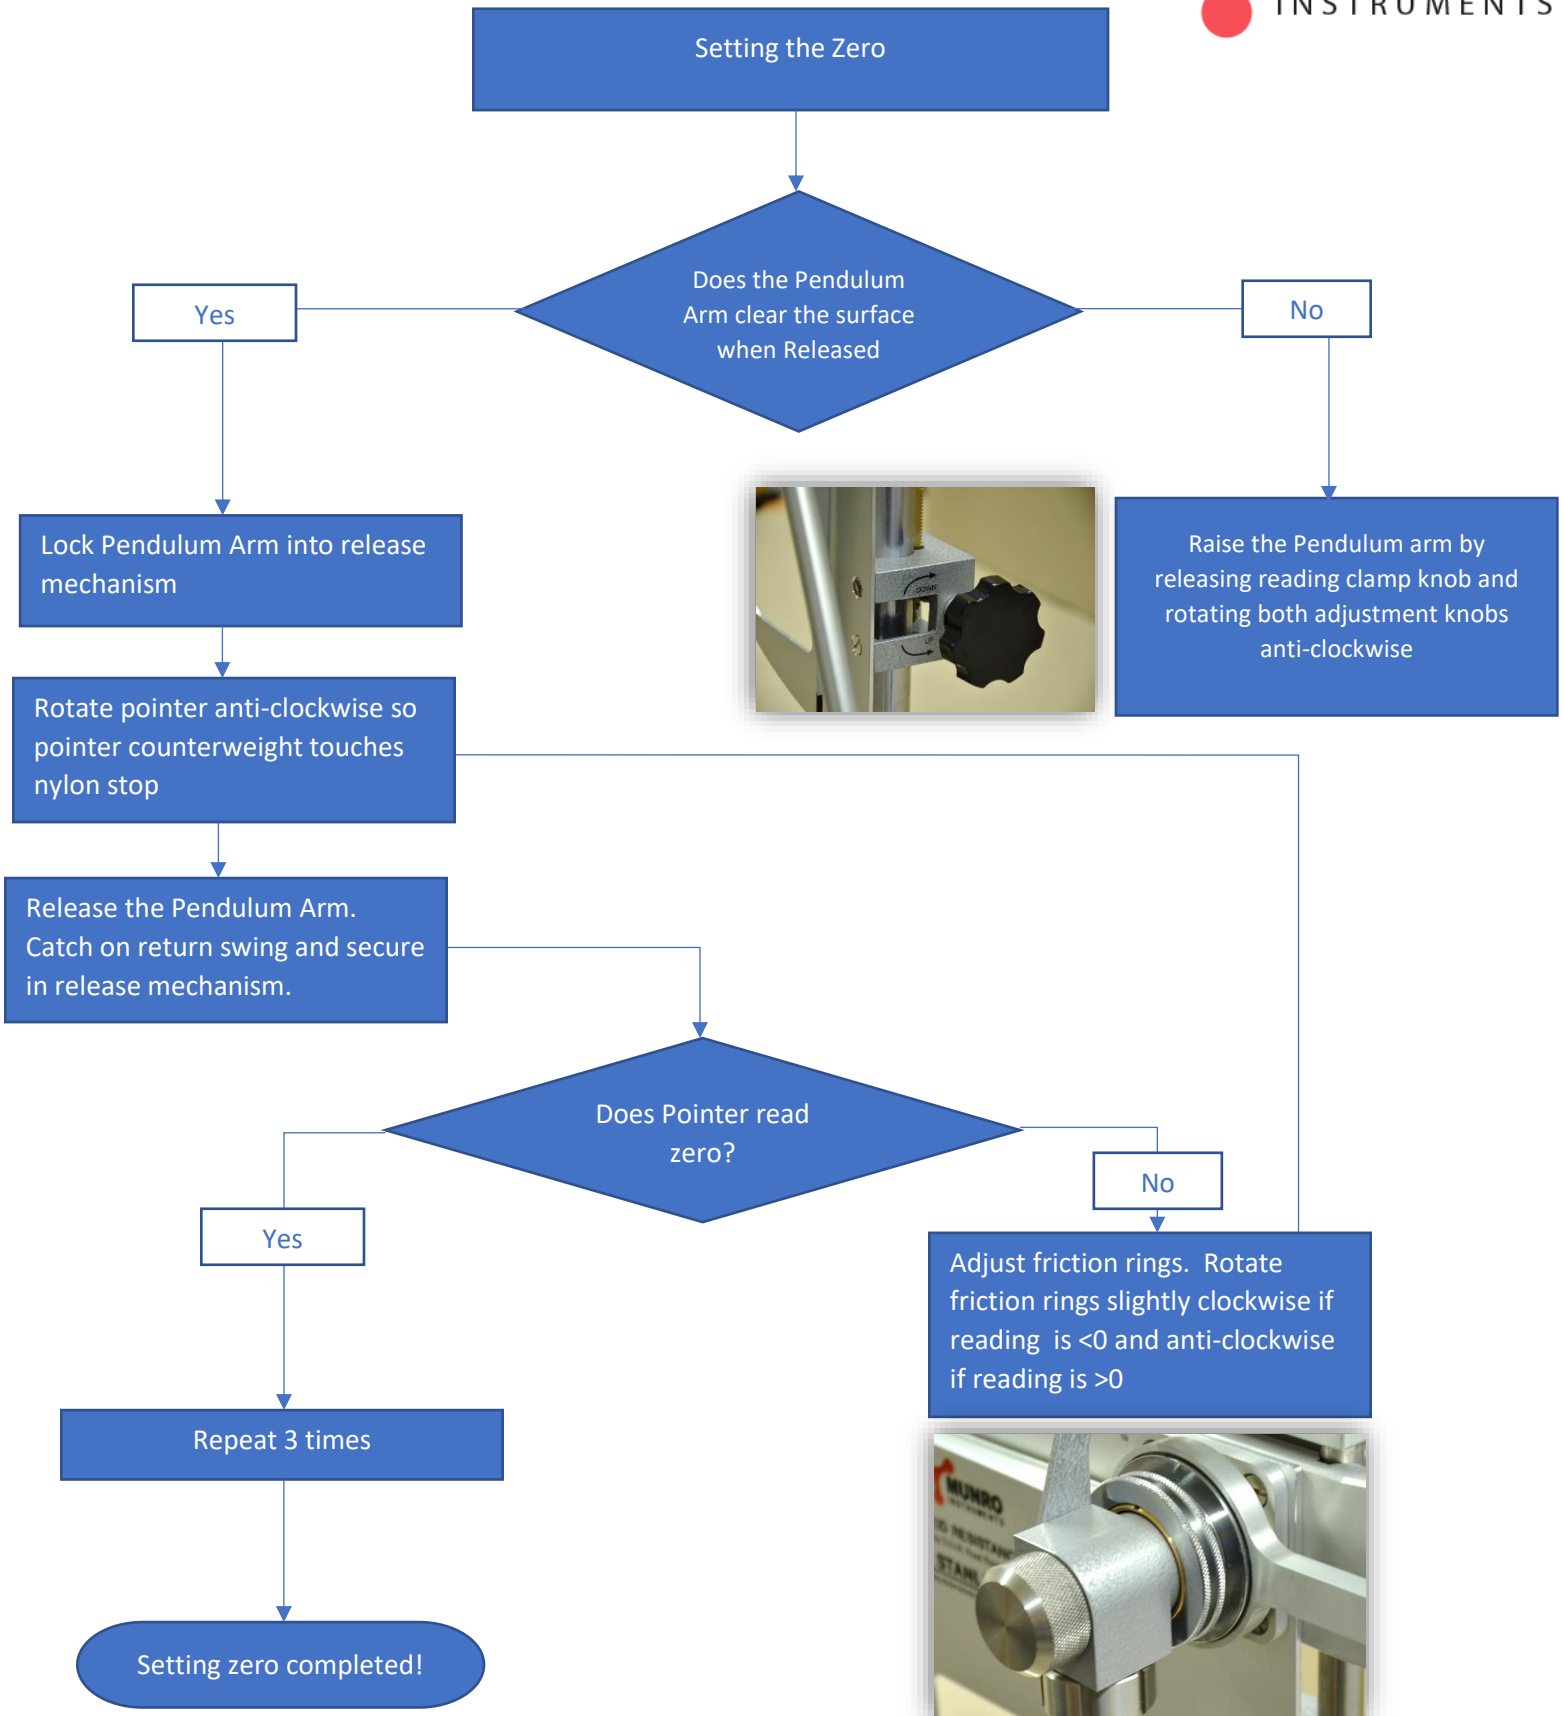 INSTRUMENTS
Setting the Zero
Does the Pendulum
Arm clear the surface
when Released
Yes
No
Lock Pendulum Arm into release
mechanism
DOWN
UP
Raise the Pendulum arm by
releasing reading clamp knob and
rotating both adjustment knobs
anti-clockwise
Rotate pointer anti-clockwise so
pointer counterweight touches
nylon stop
Release the Pendulum Arm.
Catch on return swing and secure
in release mechanism.
Does Pointer read
zero?
No
Yes
Adjust friction rings.  Rotate
friction rings slightly clockwise if
reading  is <0 and anti-clockwise
if reading is >0
Repeat 3 times
MUNRO
INSTRUMENTS
Setting zero completed!